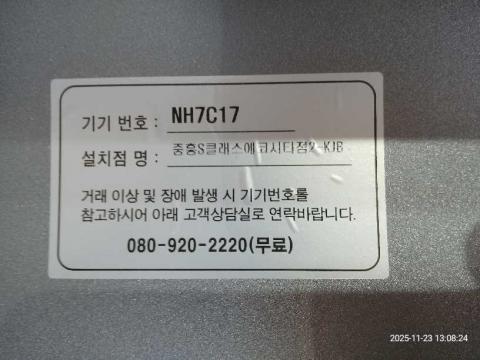 기기 번호 : NH7C17
설치점 명 : 중흥S클래스에코시티점2-KJB
거래 이상 및 장애 발생 시 기기번호를
참고하시어 아래 고객상담실로 연락바랍니다.
080-920-2220(무료)
2025-11-23 13:08:24